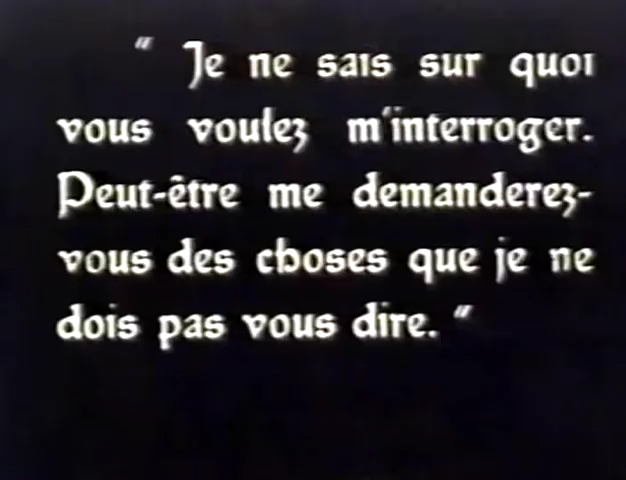 " Je ne sais sur quoi
vous voulez m'interroger.
Peut-être me demanderez-
vous des choses que je ne
dois pas vous dire. "